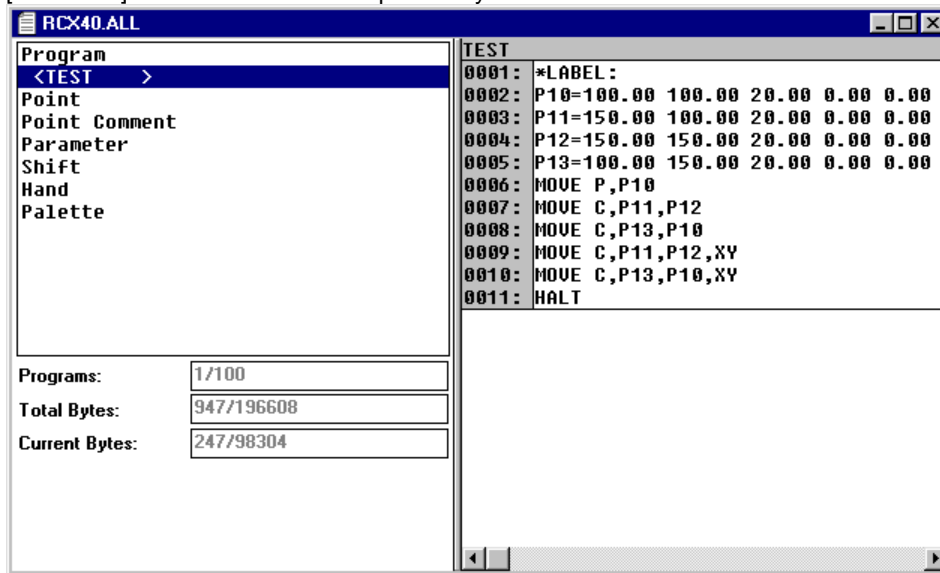 RCX40.ALL
Program
<TEST >
Point
Point Comment
Parameter
Shift
Hand
Palette
Programs: 1/100
Total Bytes: 947/196608
Current Bytes: 247/98304
TEST
0001: *LABEL:
0002: P10=100.00 100.00 20.00 0.00 0.00
0003: P11=150.00 100.00 20.00 0.00 0.00
0004: P12=150.00 150.00 20.00 0.00 0.00
0005: P13=100.00 150.00 20.00 0.00 0.00
0006: MOVE P,P10
0007: MOVE C,P11,P12
0008: MOVE C,P13,P10
0009: MOVE C,P11,P12,XY
0010: MOVE C,P13,P10,XY
0011: HALT